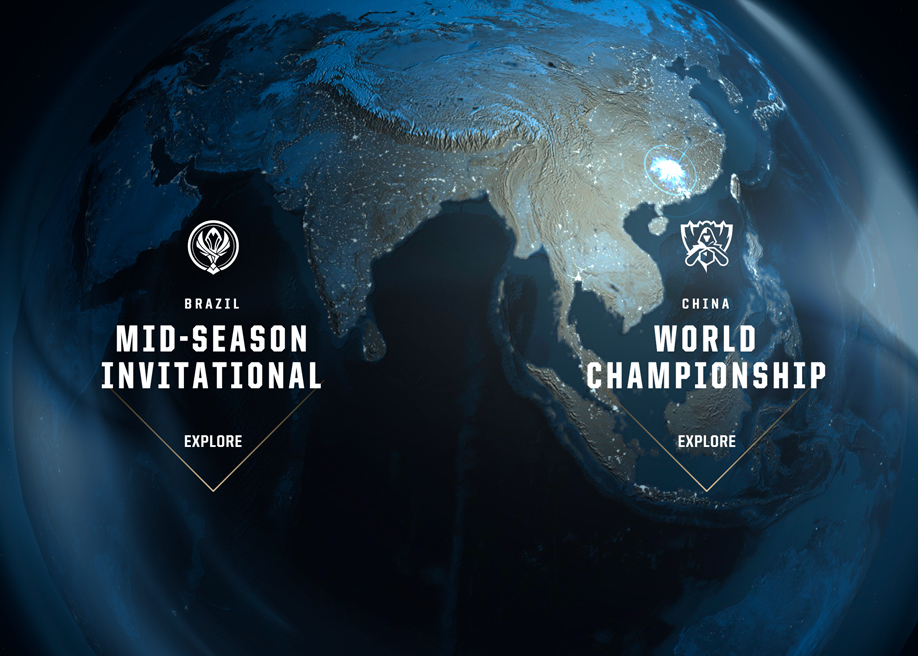 BRAZIL
MID-SEASON
INVITATIONAL
EXPLORE
CHINA
WORLD
CHAMPIONSHIP
EXPLORE